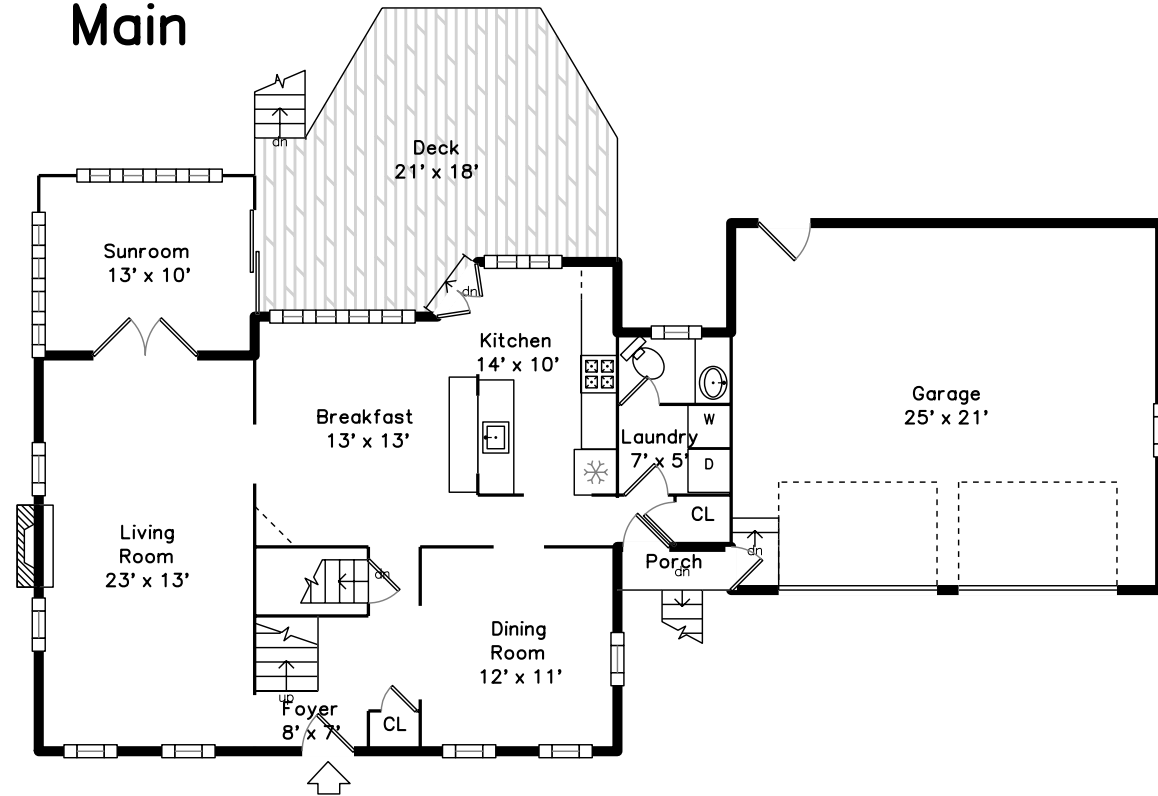 Main
dn
Deck
21' x 18'
Sunroom
13' x 10'
dn
Kitchen
14' x 10'
Garage
25' x 21'
Breakfast
13' x 13'
W
Laundry
7' x 5'
D
CL
Living
Room
23' x 13'
dn
Porch
dn
dn
Dining
Room
12' x 11'
up
Foyer
8' x 7'
CL